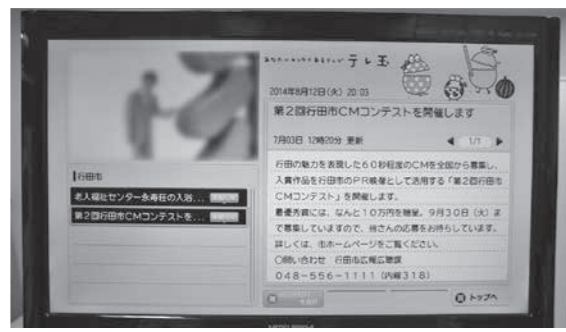 テレ玉
2014年8月12日(火) 20:03
第2回行田市CMコンテストを開催します
7月03日 12時20分 更新
1/1
行田の魅力を表現した60秒程度のCMを全国から募集し、
入賞作品を行田市のPR映像として活用する「第2回行田市
CMコンテスト」を開催します。
最優秀賞には、なんと10万円を贈呈。9月30日(火)ま
で募集していますので、皆さんの応募をお待ちしています。
詳しくは、市ホームページをご覧ください。
○問い合わせ 行田市広報広聴課
048-556-1111(内線318)
行田市
老人福祉センター永寿荘の入浴...
第2回行田市CMコンテストを...
トップへ
MITSUBISHI